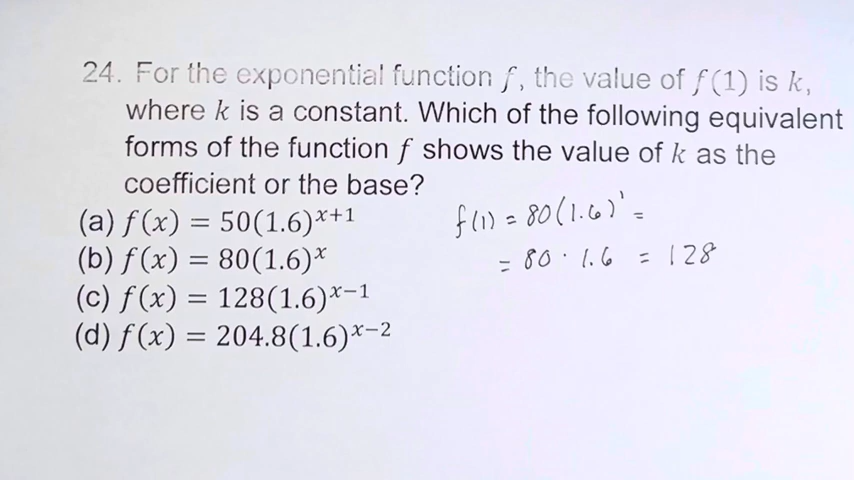 24. For the exponential function f, the value of f(1) is k,
where k is a constant. Which of the following equivalent
forms of the function f shows the value of k as the
coefficient or the base?
(a) f(x) = 50(1.6)^{x+1}
(b) f(x) = 80(1.6)^x
(c) f(x) = 128(1.6)^{x−1}
(d) f(x) = 204.8(1.6)^{x−2}
f(1) = 80(1.6)^1 =
= 80 · 1.6 = 128